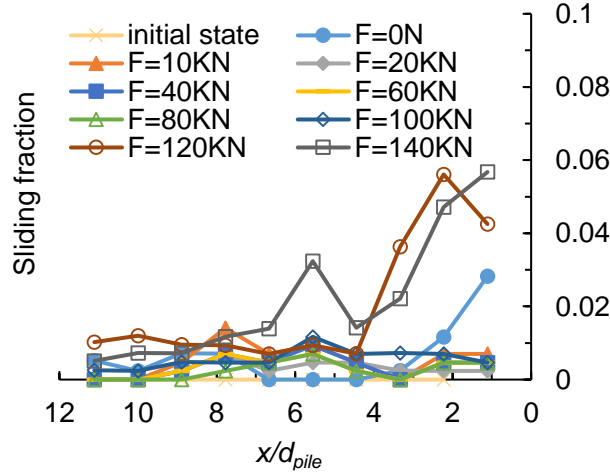 0.1
initial state F=0N
F=10KN F=20KN
F=40KN F=60KN
F=80KN F=100KN
F=120KN F=140KN
Sliding fraction
0.08
0.06
0.04
0.02
0
12 10 8 6 4 2 0
x/dpile